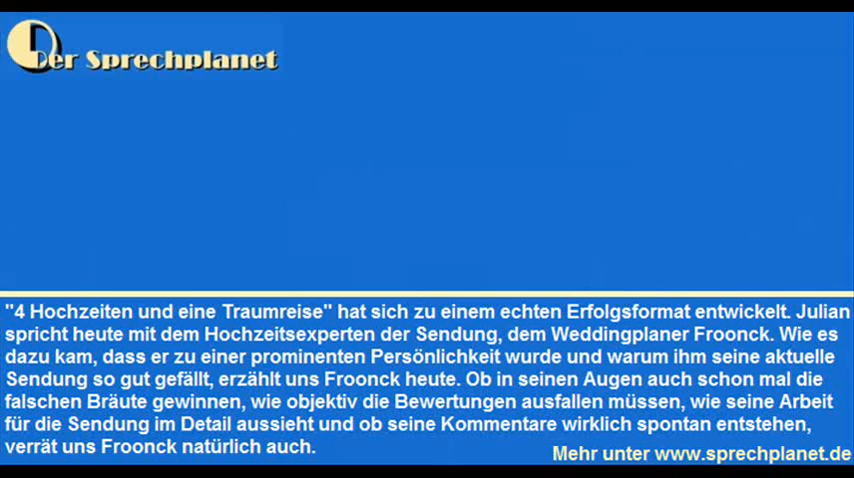 Der Sprechplanet
"4 Hochzeiten und eine Traumreise" hat sich zu einem echten Erfolgsformat entwickelt. Julian
spricht heute mit dem Hochzeitsexperten der Sendung, dem Weddingplaner Froonck. Wie es
dazu kam, dass er zu einer prominenten Persönlichkeit wurde und warum ihm seine aktuelle
Sendung so gut gefällt, erzählt uns Froonck heute. Ob in seinen Augen auch schon mal die
falschen Bräute gewinnen, wie objektiv die Bewertungen ausfallen müssen, wie seine Arbeit
für die Sendung im Detail aussieht und ob seine Kommentare wirklich spontan entstehen,
verrät uns Froonck natürlich auch.
Mehr unter www.sprechplanet.de